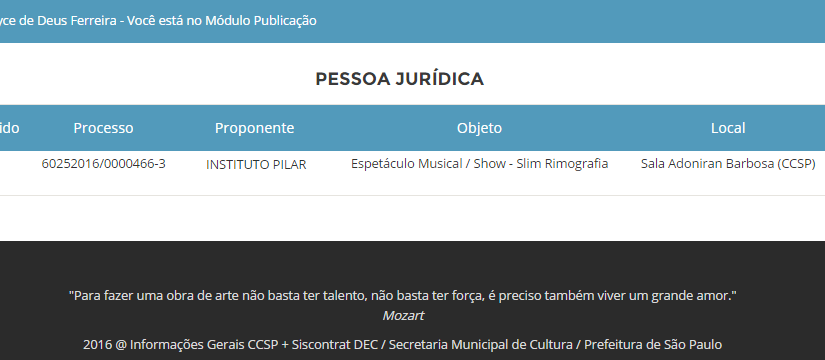 yce de Deus Ferreira - Você está no Módulo Publicação
PESSOA JURÍDICA
ido Processo Proponente Objeto Local
60252016/0000466-3 INSTITUTO PILAR Espetáculo Musical / Show - Slim Rimografia Sala Adoniran Barbosa (CCSP)
"Para fazer uma obra de arte não basta ter talento, não basta ter força, é preciso também viver um grande amor."
Mozart
2016 @ Informações Gerais CCSP + Siscontrat DEC / Secretaria Municipal de Cultura / Prefeitura de São Paulo